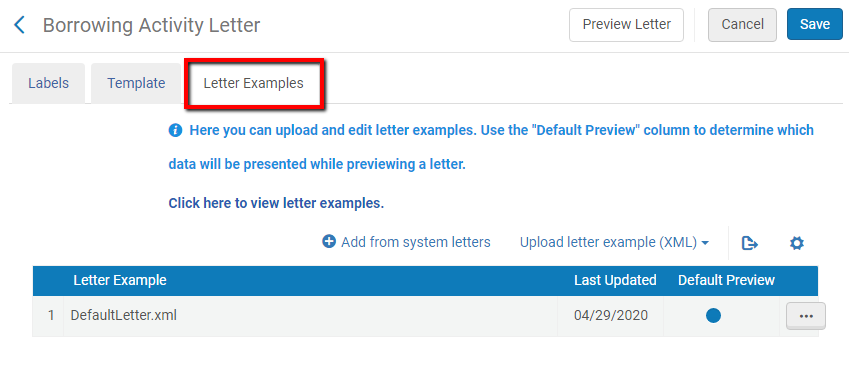 Borrowing Activity Letter
Preview Letter
Cancel
Save
Labels
Template
Letter Examples
Here you can upload and edit letter examples. Use the "Default Preview" column to determine which
data will be presented while previewing a letter.
Click here to view letter examples.
Add from system letters
Upload letter example (XML)
Letter Example Last Updated Default Preview
1 DefaultLetter.xml 04/29/2020